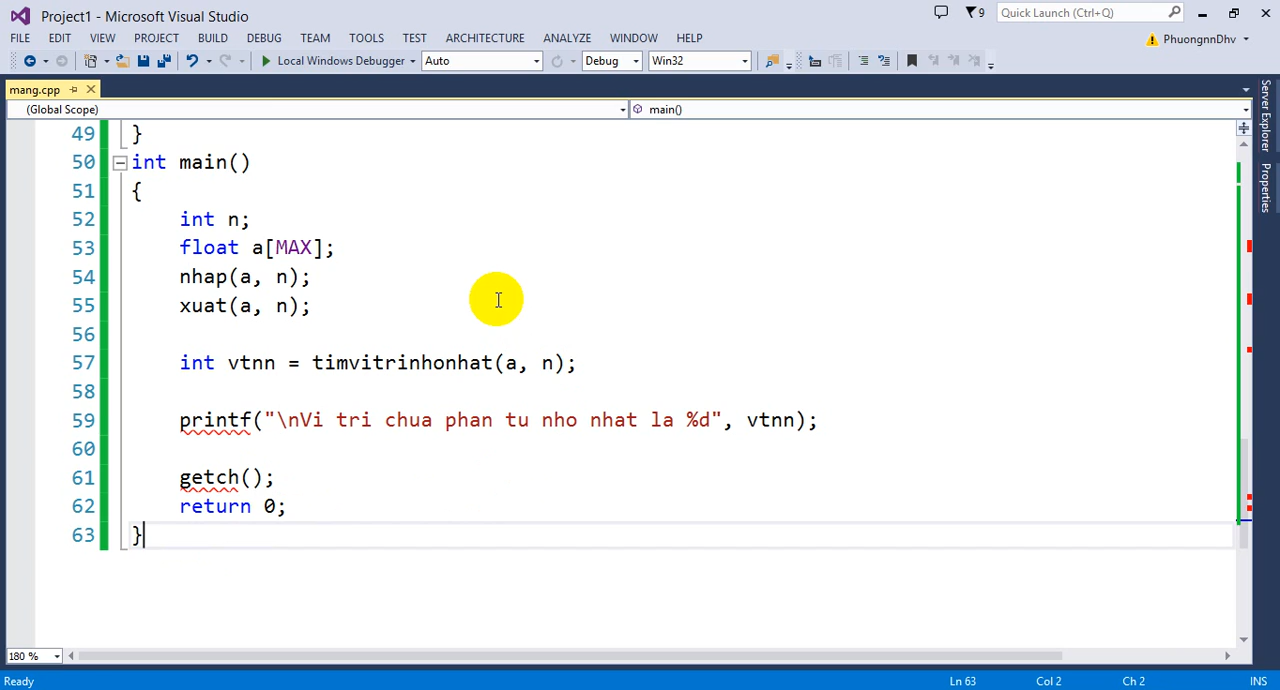 Project1 - Microsoft Visual Studio
9
Quick Launch (Ctrl+Q)
FILE EDIT VIEW PROJECT BUILD DEBUG TEAM TOOLS TEST ARCHITECTURE ANALYZE WINDOW HELP
PhuongnnDhv
Local Windows Debugger Auto Debug Win32
mang.cpp
(Global Scope) main()
49 }
50 int main()
51 {
52 int n;
53 float a[MAX];
54 nhap(a, n);
55 xuat(a, n);
56
57 int vtnn = timvitrinhonhat(a, n);
58
59 printf("\nVi tri chua phan tu nho nhat la %d", vtnn);
60
61 getch();
62 return 0;
63 }
Server Explorer
Properties
180 %
Ready Ln 63 Col 2 Ch 2 INS